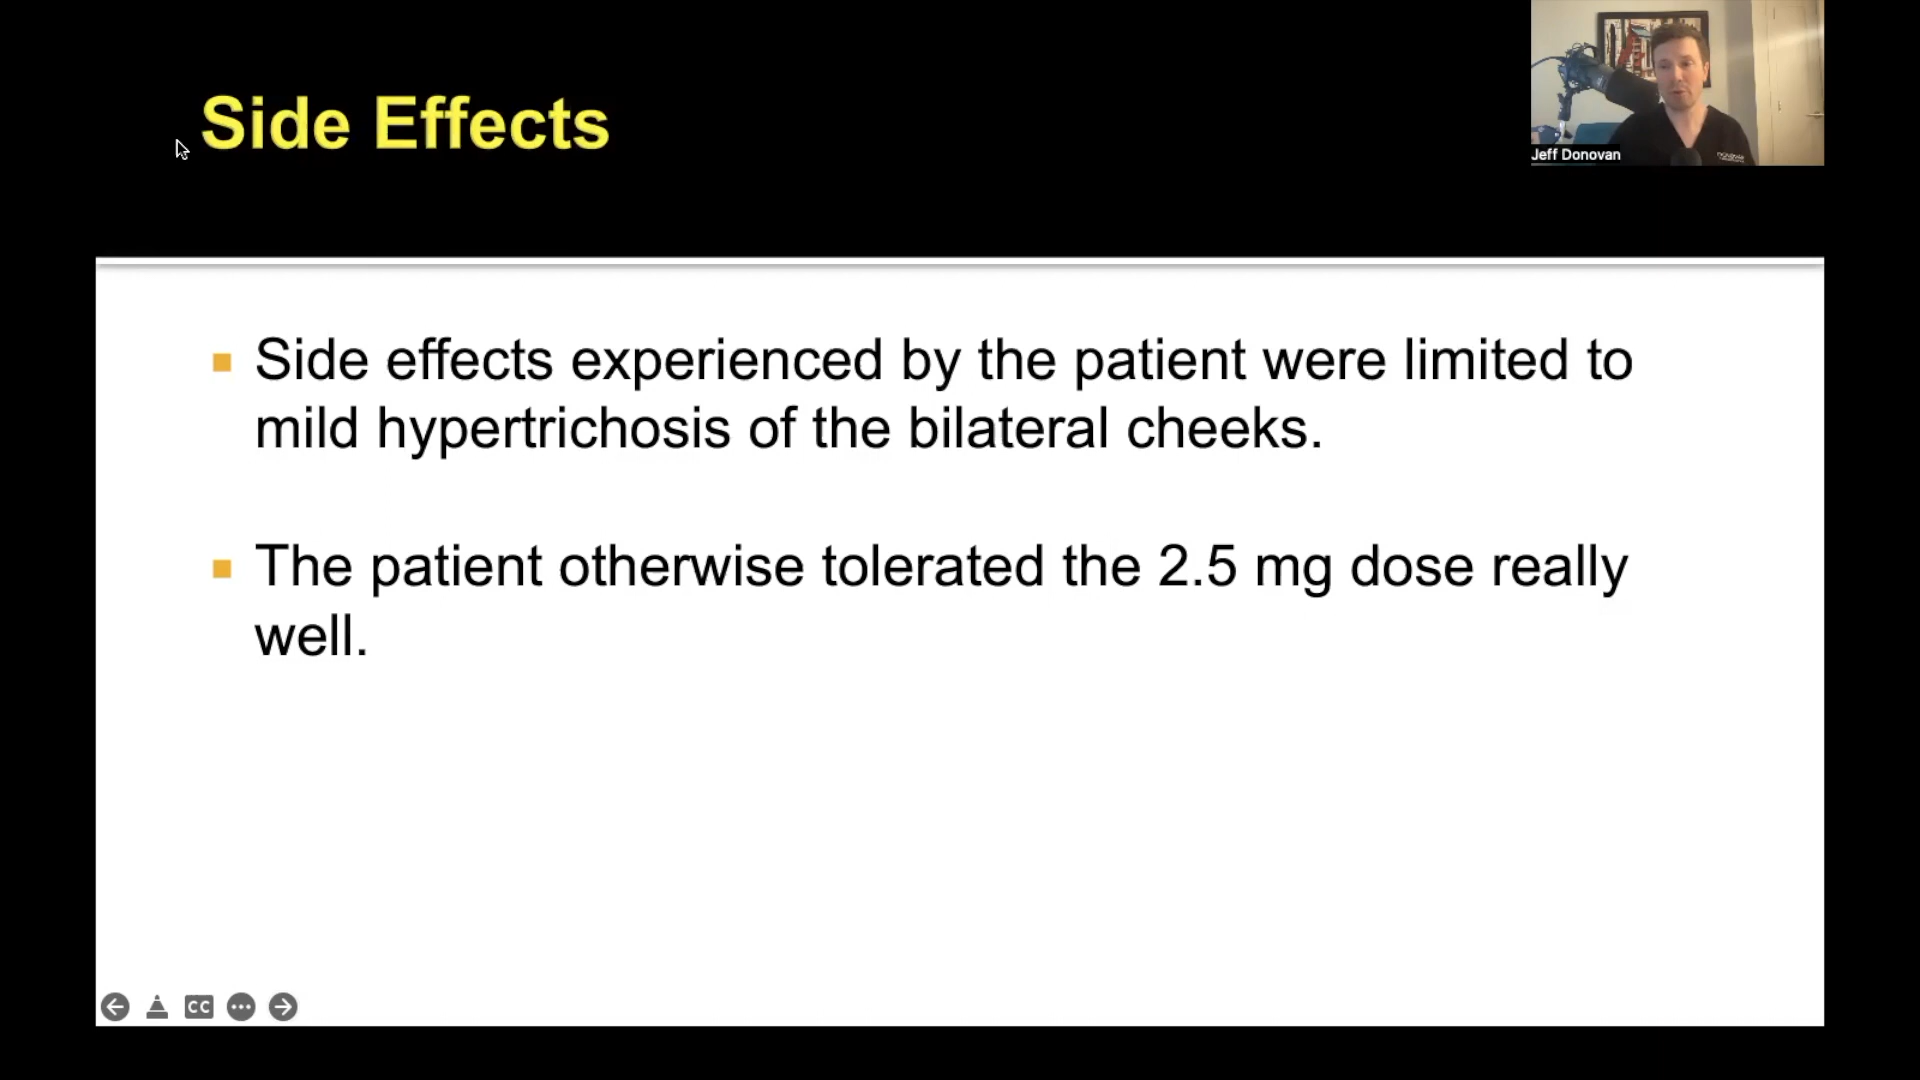 Side Effects
Jeff Donovan
Side effects experienced by the patient were limited to
mild hypertrichosis of the bilateral cheeks.
The patient otherwise tolerated the 2.5 mg dose really
well.
CC